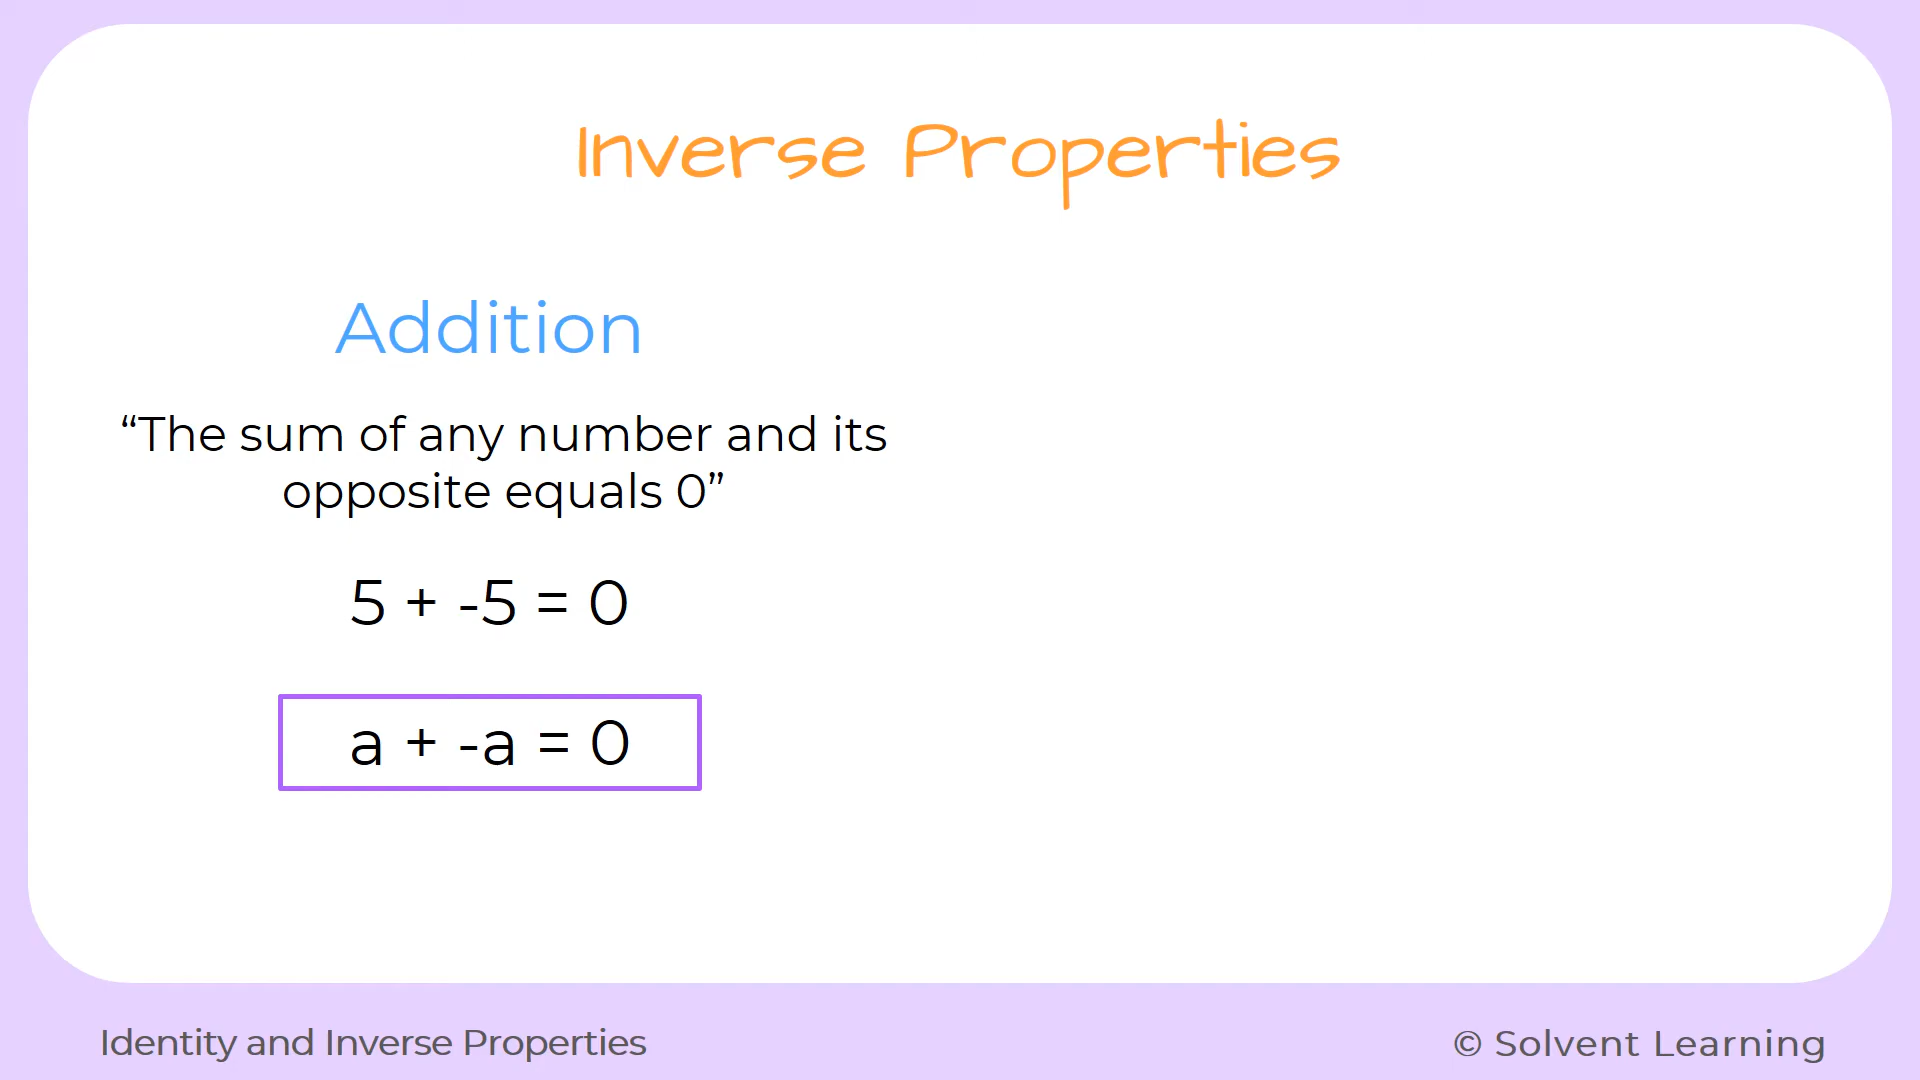 Inverse Properties
Addition
“The sum of any number and its
opposite equals 0”
5 + -5 = 0
a + -a = 0
Identity and Inverse Properties
© Solvent Learning